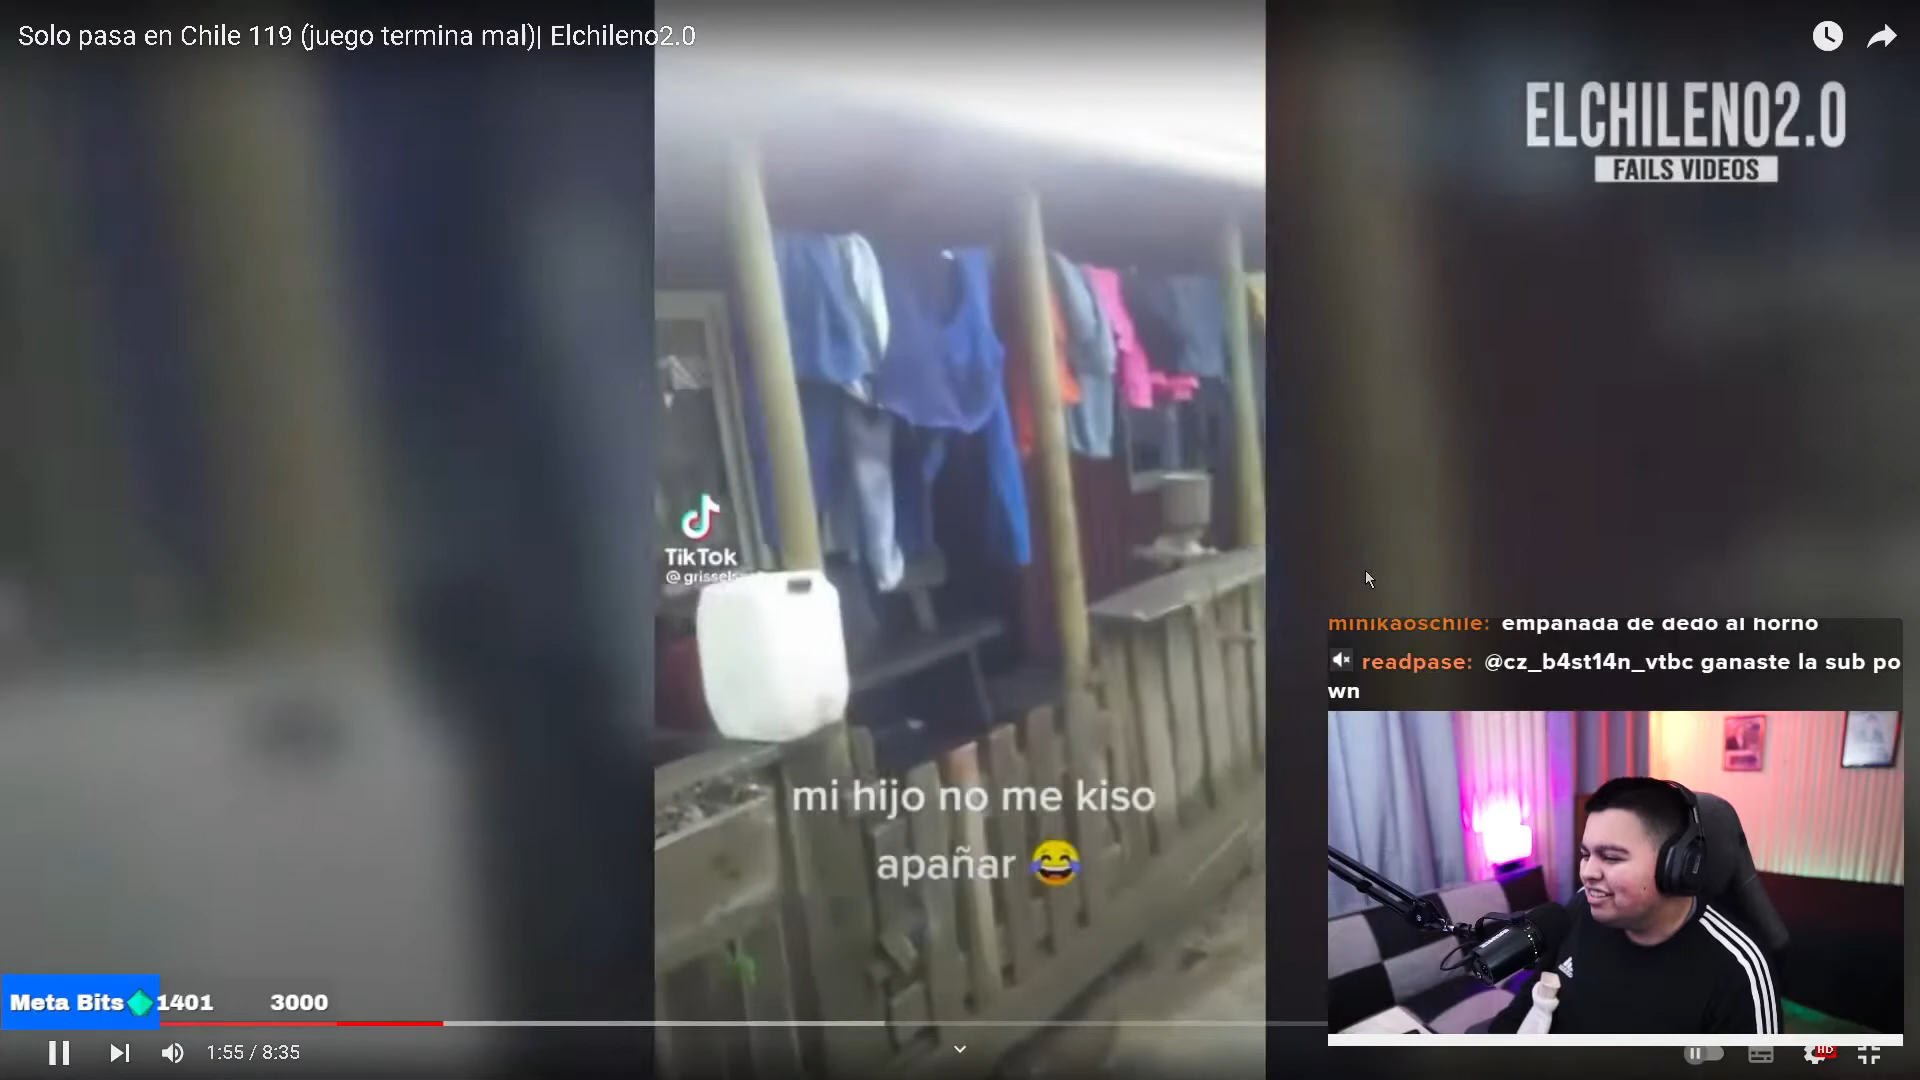 Solo pasa en Chile 119 (juego termina mal)| Elchileno2.0
ELCHILENO2.0
FAILS VIDEOS
TikTok
mi hijo no me kiso
apañar 😂
minikaoschile: empanada de dedo al horno
readpase: @cz_b4st14n_vtbc ganaste la sub po
wn
Meta Bits 1401 3000
1:55 / 8:35
HD